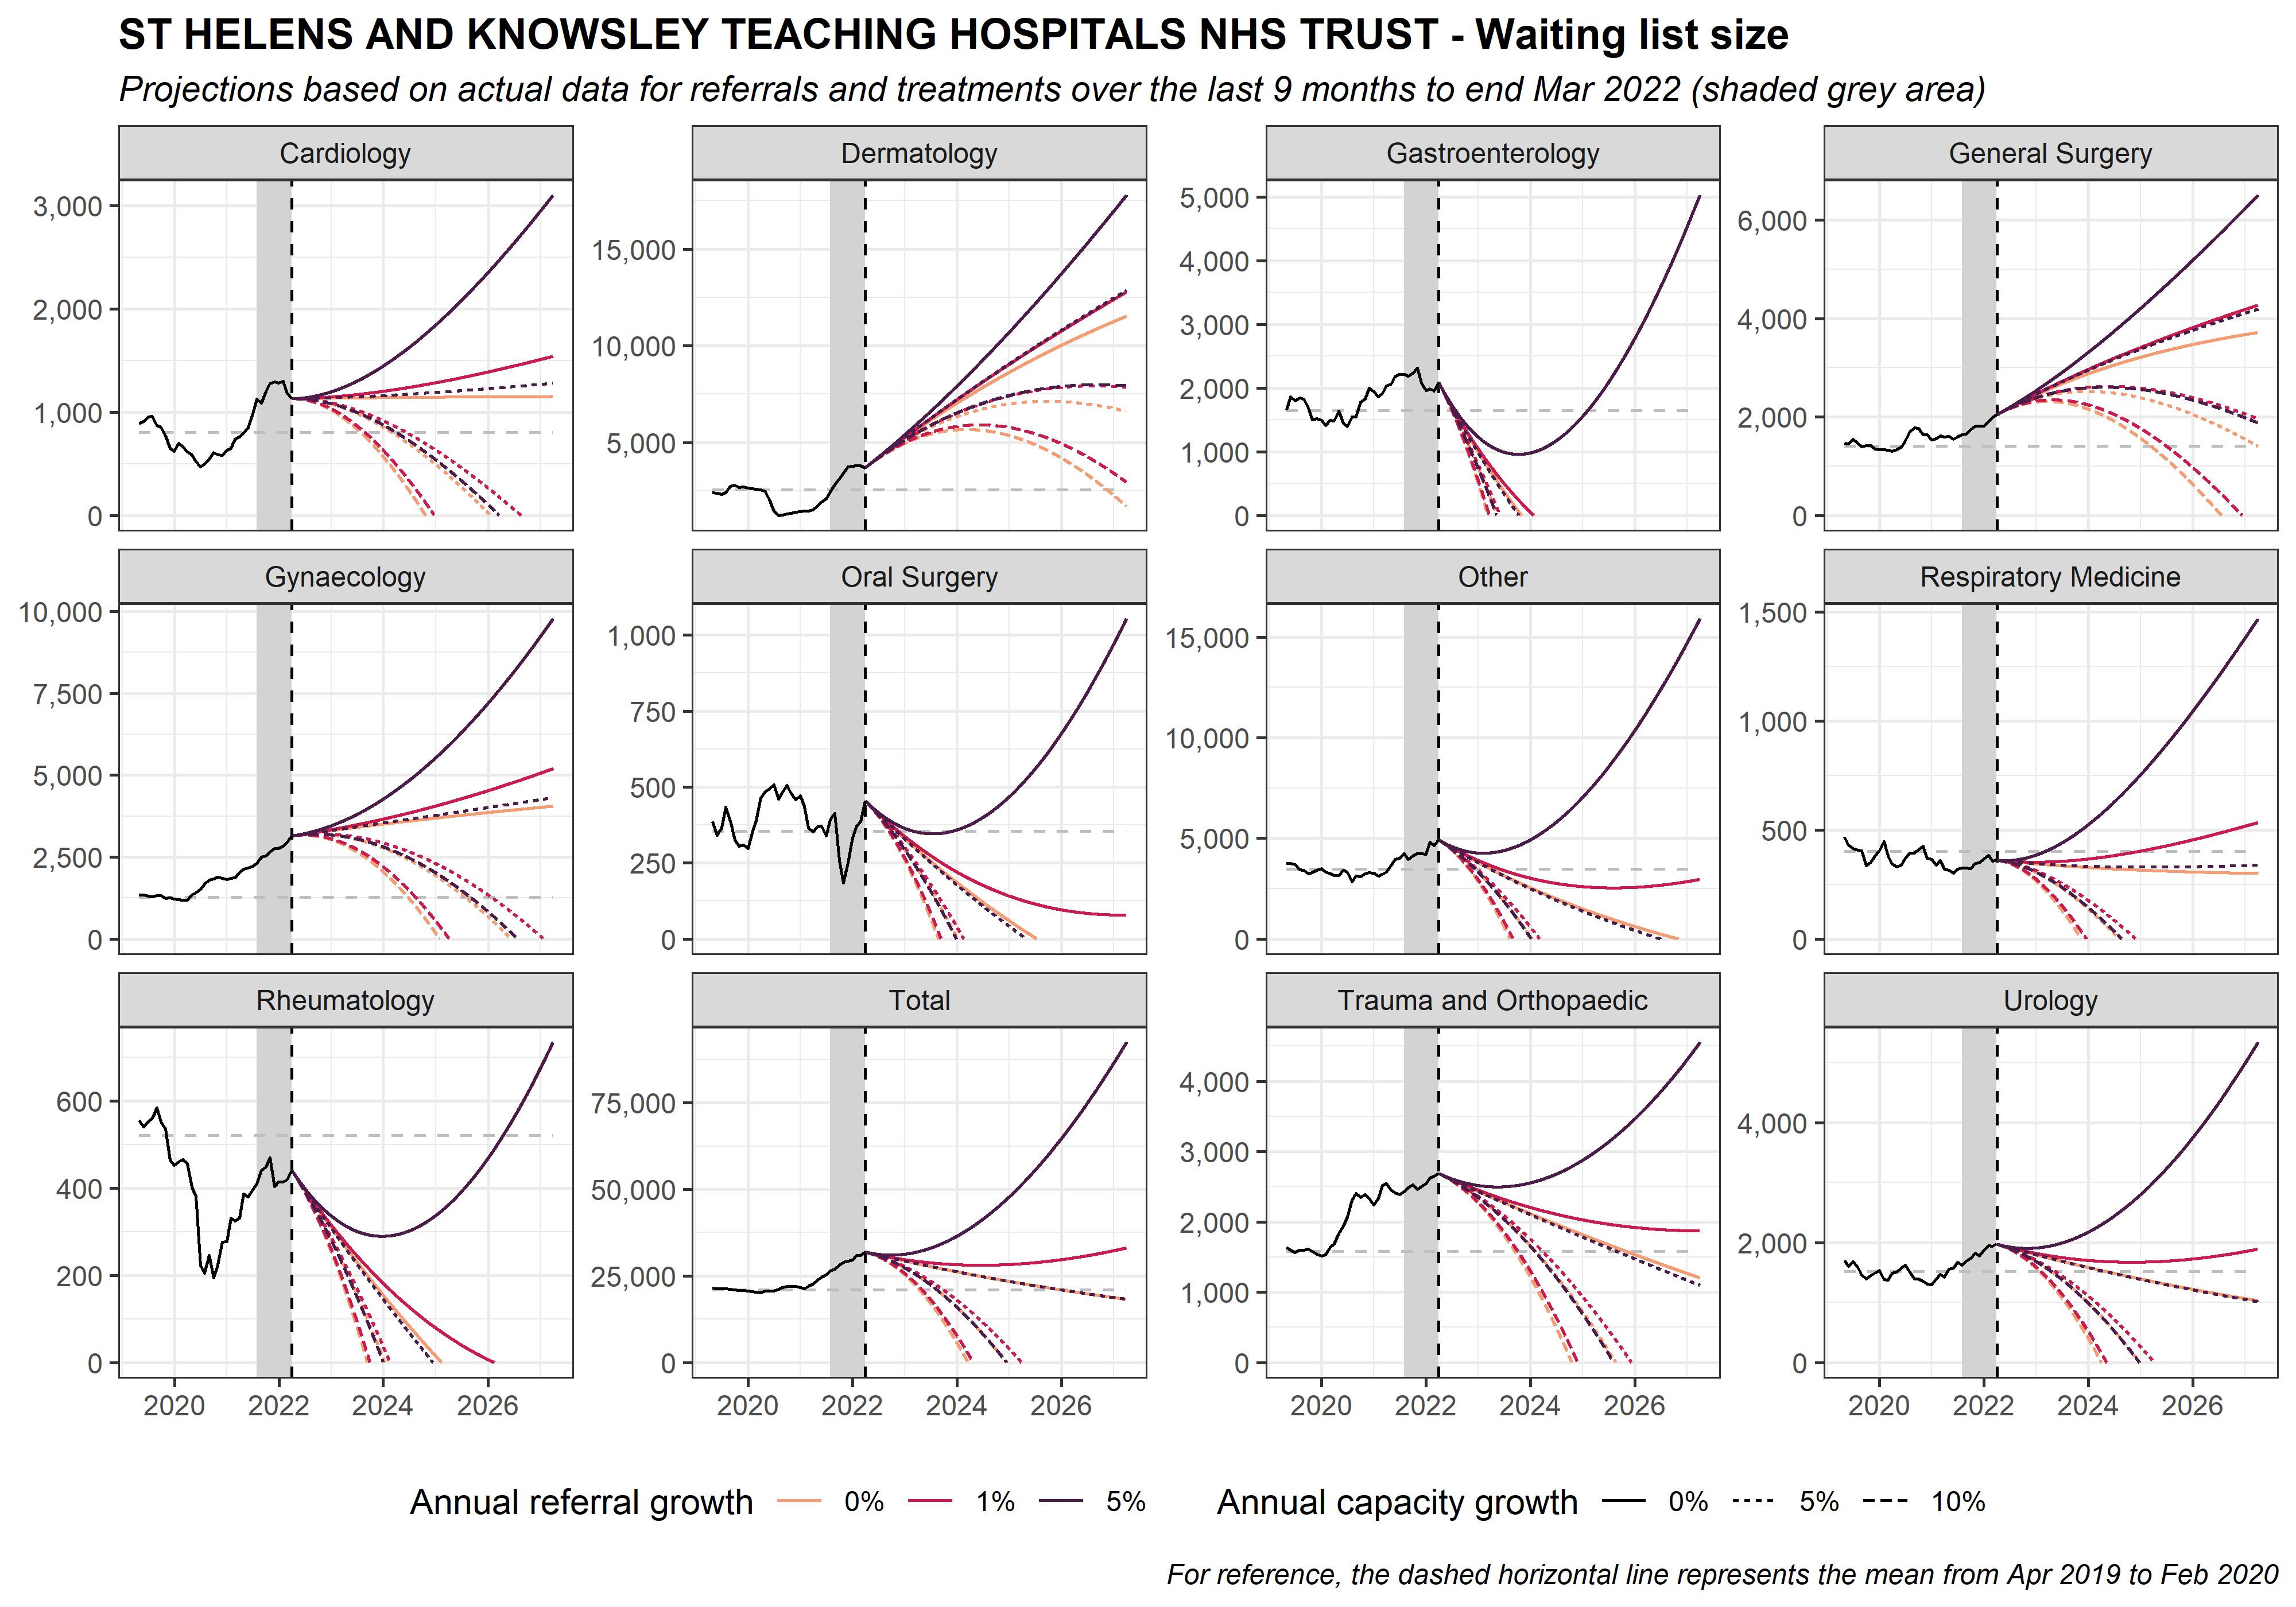 ST HELENS AND KNOWSLEY TEACHING HOSPITALS NHS TRUST - Waiting list size
Projections based on actual data for referrals and treatments over the last 9 months to end Mar 2022 (shaded grey area)
Cardiology
3,000
2,000
1,000
0
Dermatology
15,000
10,000
5,000
Gastroenterology
5,000
4,000
3,000
2,000
1,000
0
General Surgery
6,000
4,000
2,000
0
Gynaecology
10,000
7,500
5,000
2,500
0
Oral Surgery
1,000
750
500
250
0
Other
15,000
10,000
5,000
0
Respiratory Medicine
1,500
1,000
500
0
Rheumatology
600
400
200
0
2020 2022 2024 2026
Total
75,000
50,000
25,000
0
2020 2022 2024 2026
Trauma and Orthopaedic
4,000
3,000
2,000
1,000
0
2020 2022 2024 2026
Urology
4,000
2,000
0
2020 2022 2024 2026
Annual referral growth 0% 1% 5% Annual capacity growth 0% 5% 10%
For reference, the dashed horizontal line represents the mean from Apr 2019 to Feb 2020